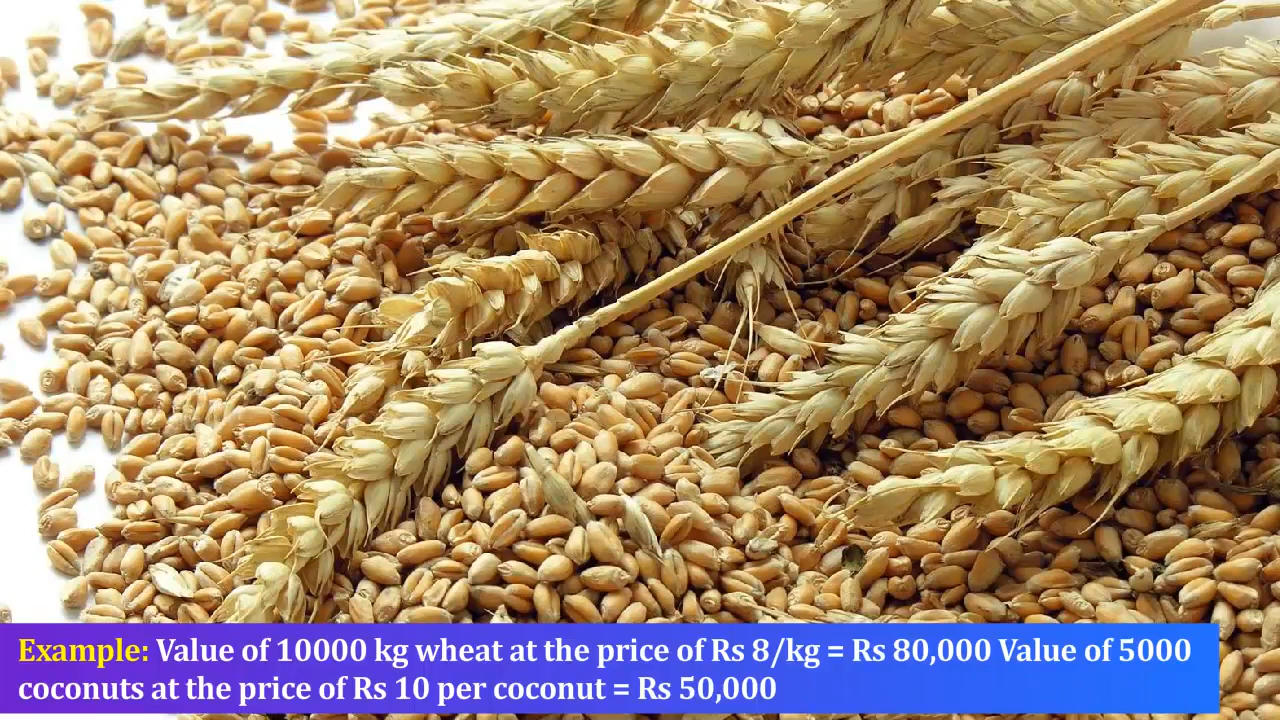 Example: Value of 10000 kg wheat at the price of Rs 8/kg = Rs 80,000 Value of 5000
coconuts at the price of Rs 10 per coconut = Rs 50,000